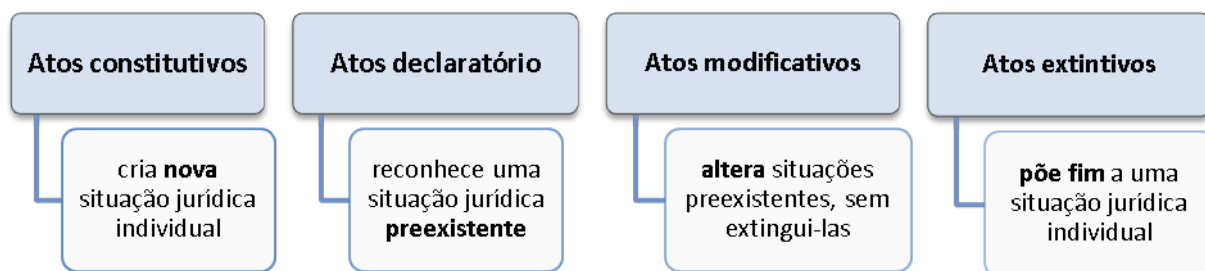 Atos constitutivos
cria nova
situação jurídica
individual
Atos declaratório
reconhece uma
situação jurídica
preexistente
Atos modificativos
altera situações
preexistentes, sem
extingui-las
Atos extintivos
põe fim a uma
situação jurídica
individual